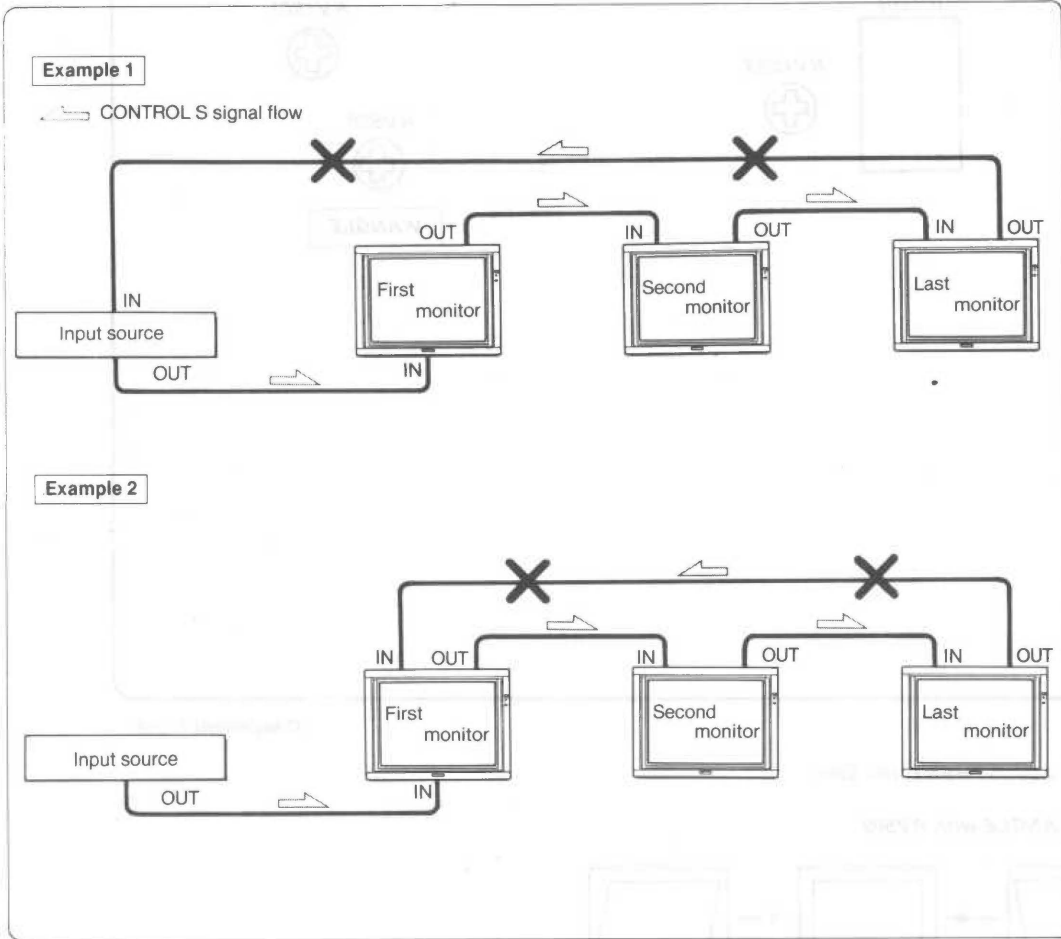 Example 1
CONTROL S signal flow
OUT
IN
OUT
IN
OUT
First
monitor
Second
monitor
Last
monitor
IN
Input source
OUT
IN
Example 2
IN
OUT
IN
OUT
IN
OUT
First
monitor
Second
monitor
Last
monitor
Input source
OUT
IN